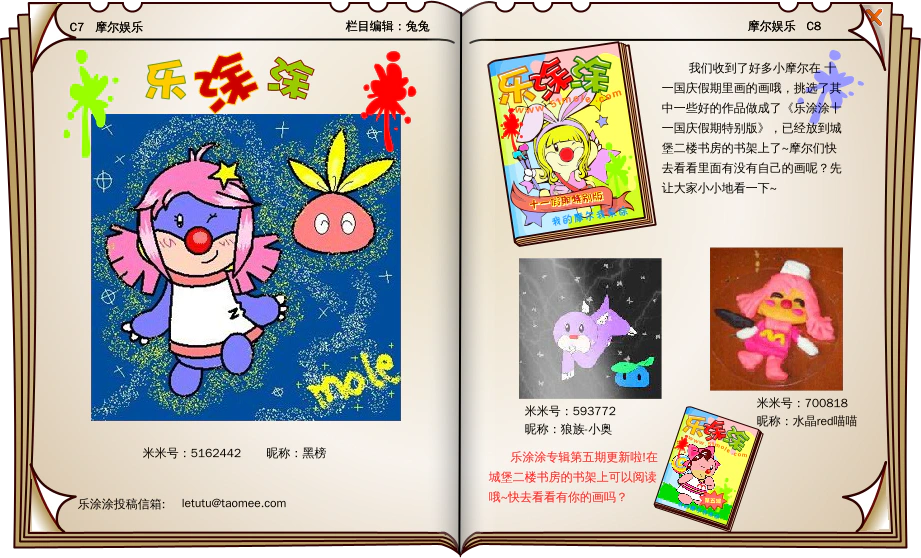 C7 摩尔娱乐
栏目编辑：兔兔
乐涂涂
mole
米米号：5162442 昵称：黑榜
乐涂涂投稿信箱: letutu@taomee.com
摩尔娱乐 C8
乐涂涂
www.51mole.com
十一假期特别版
我们收到了好多小摩尔在 十
一国庆假期里画的画哦，挑选了其
中一些好的作品做成了《乐涂涂十
一国庆假期特别版》，已经放到城
堡二楼书房的书架上了~摩尔们快
去看看里面有没有自己的画呢？先
让大家小小地看一下~
米米号：593772
昵称：狼族·小奥
米米号：700818
昵称：水晶red喵喵
乐涂涂专辑第五期更新啦!在
城堡二楼书房的书架上可以阅读
哦~快去看看有你的画吗？
乐涂涂